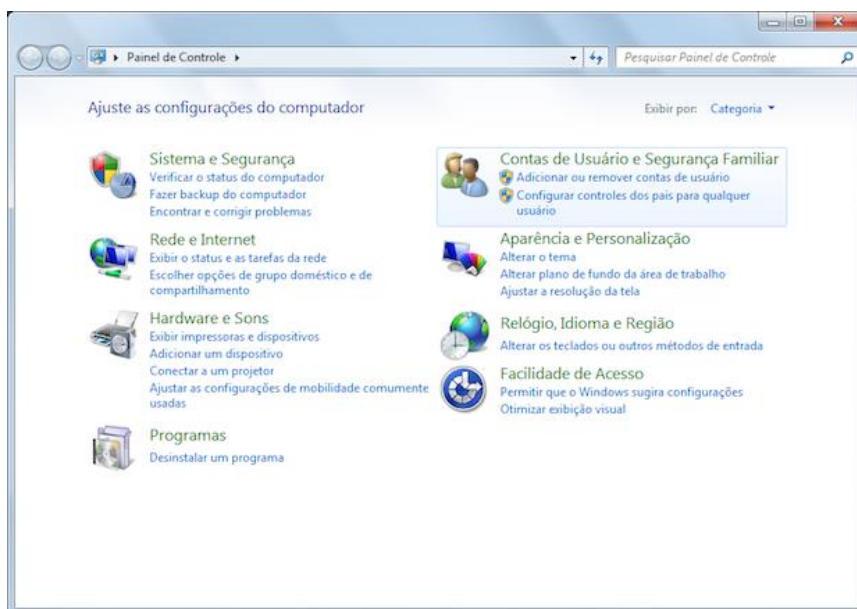 Painel de Controle
Pesquisar Painel de Controle
Ajuste as configurações do computador
Exibir por: Categoria
Sistema e Segurança
Verificar o status do computador
Fazer backup do computador
Encontrar e corrigir problemas
Rede e Internet
Exibir o status e as tarefas da rede
Escolher opções de grupo doméstico e de
compartilhamento
Hardware e Sons
Exibir impressoras e dispositivos
Adicionar um dispositivo
Conectar a um projetor
Ajustar as configurações de mobilidade comumente
usadas
Programas
Desinstalar um programa
Contas de Usuário e Segurança Familiar
Adicionar ou remover contas de usuário
Configurar controles dos pais para qualquer
usuário
Aparência e Personalização
Alterar o tema
Alterar plano de fundo da área de trabalho
Ajustar a resolução da tela
Relógio, Idioma e Região
Alterar os teclados ou outros métodos de entrada
Facilidade de Acesso
Permitir que o Windows sugira configurações
Otimizar exibição visual